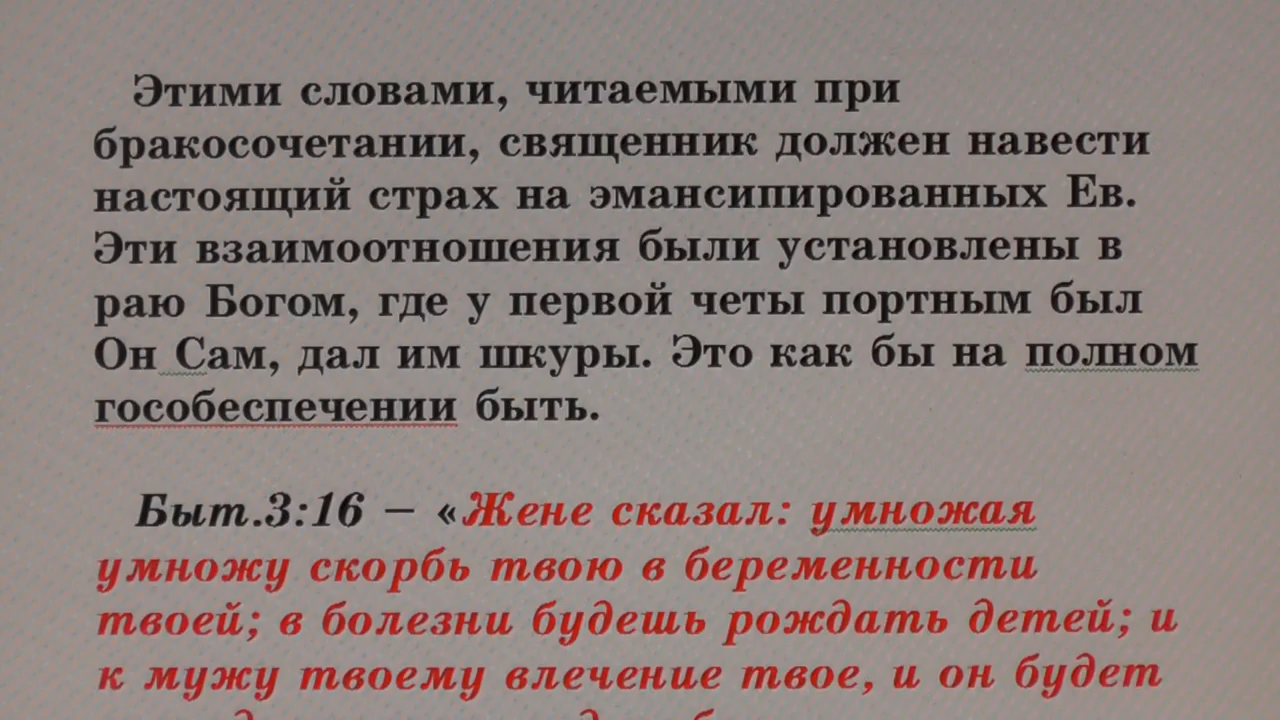 Этими словами, читаемыми при
бракосочетании, священник должен навести
настоящий страх на эмансипированных Ев.
Эти взаимоотношения были установлены в
раю Богом, где у первой четы портным был
Он Сам, дал им шкуры. Это как бы на полном
гособеспечении быть.
Быт.3:16 – «Жене сказал: умножая
умножу скорбь твою в беременности
твоей; в болезни будешь рождать детей; и
к мужу твоему влечение твое, и он будет